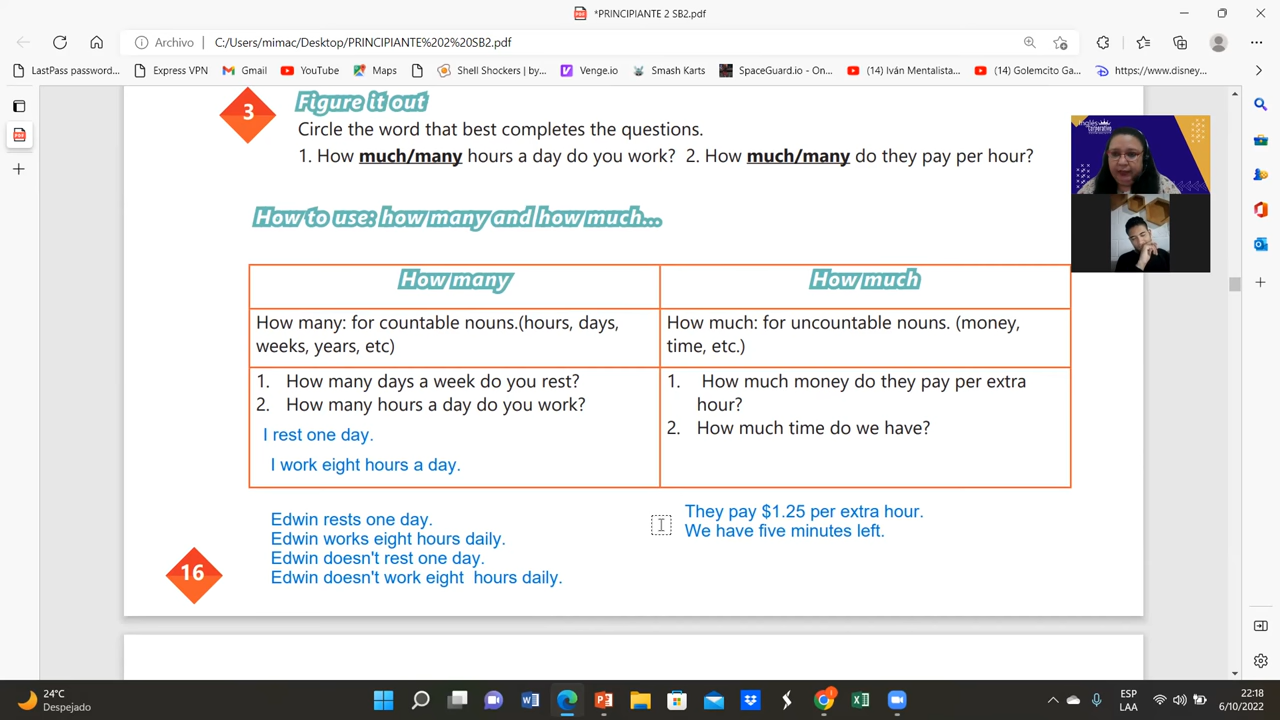 *PRINCIPIANTE 2 SB2.pdf
Archivo
C:/Users/mimac/Desktop/PRINCIPIANTE%202%20SB2.pdf
LastPass password...
Express VPN
Gmail
YouTube
Maps
Shell Shockers | by...
Venge.io
Smash Karts
SpaceGuard.io - On...
(14) Iván Mentalista...
(14) Golemcito Ga...
https://www.disney...
3
Figure it out
Circle the word that best completes the questions.
1. How much/many hours a day do you work? 2. How much/many do they pay per hour?
Inglés
Corporativo
How to use: how many and how much...
How many
How much
How many: for countable nouns.(hours, days,
weeks, years, etc)
How much: for uncountable nouns. (money,
time, etc.)
1. How many days a week do you rest?
2. How many hours a day do you work?
I rest one day.
I work eight hours a day.
1. How much money do they pay per extra
hour?
2. How much time do we have?
Edwin rests one day.
Edwin works eight hours daily.
Edwin doesn't rest one day.
Edwin doesn't work eight  hours daily.
They pay $1.25 per extra hour.
We have five minutes left.
16
24°C
Despejado
ESP
LAA
22:18
6/10/2022